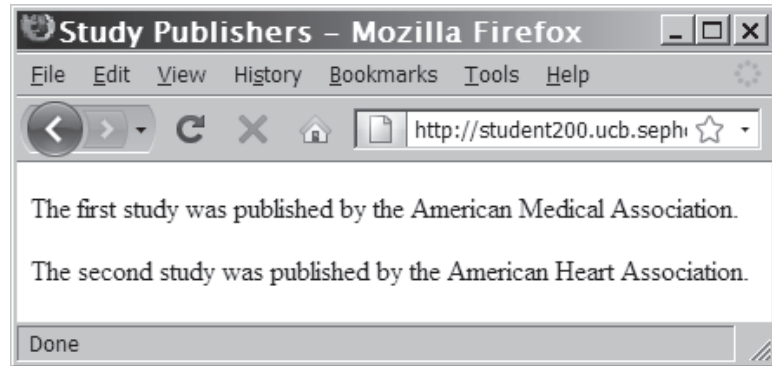 Study Publishers – Mozilla Firefox
File Edit View History Bookmarks Tools Help
http://student200.ucb.seph
The first study was published by the American Medical Association.
The second study was published by the American Heart Association.
Done